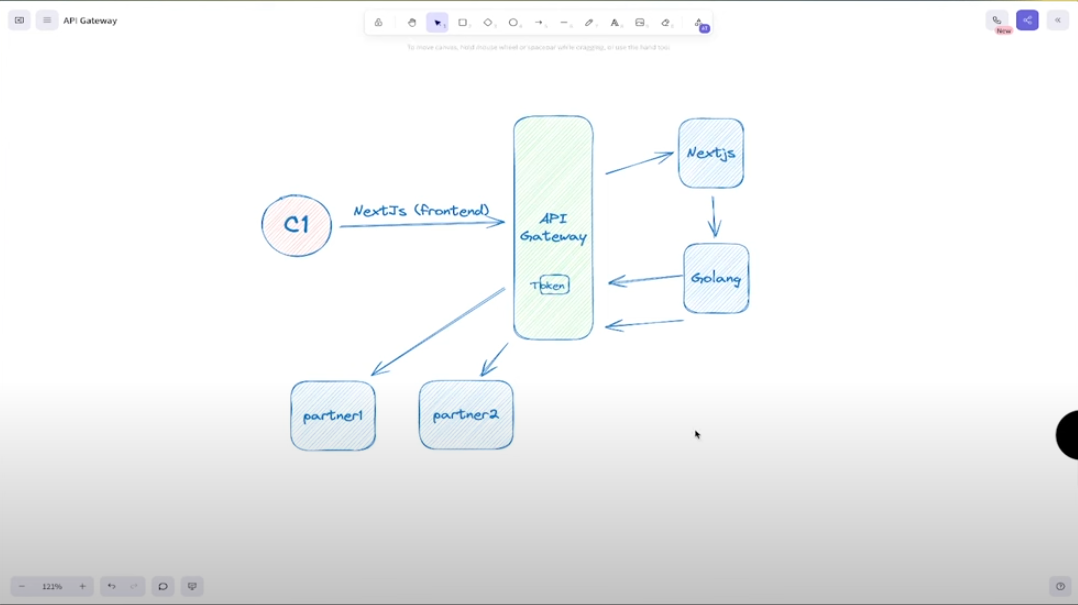 API Gateway
New
To move canvas, hold mouse wheel or spacebar while dragging, or use the hand tool
C1
NextJs (frontend)
API
Gateway
Token
Nextjs
Golang
partner1
partner2
121%